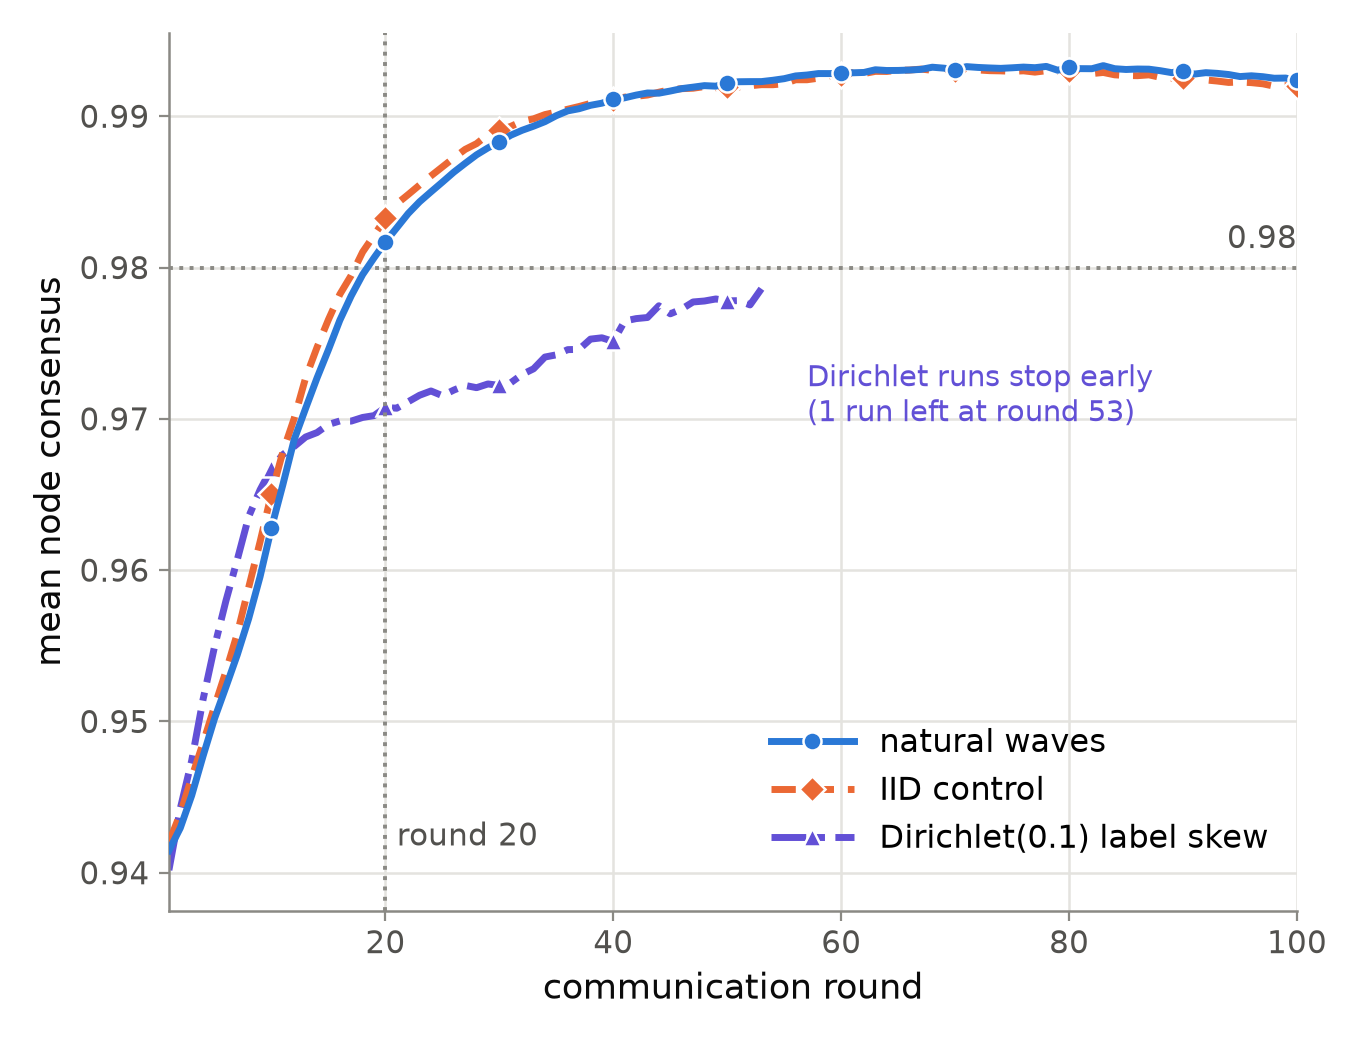 0.99
0.98
0.97
0.96
0.95
0.94
mean node consensus
0.98
Dirichlet runs stop early
(1 run left at round 53)
round 20
natural waves
IID control
Dirichlet(0.1) label skew
20 40 60 80 100
communication round